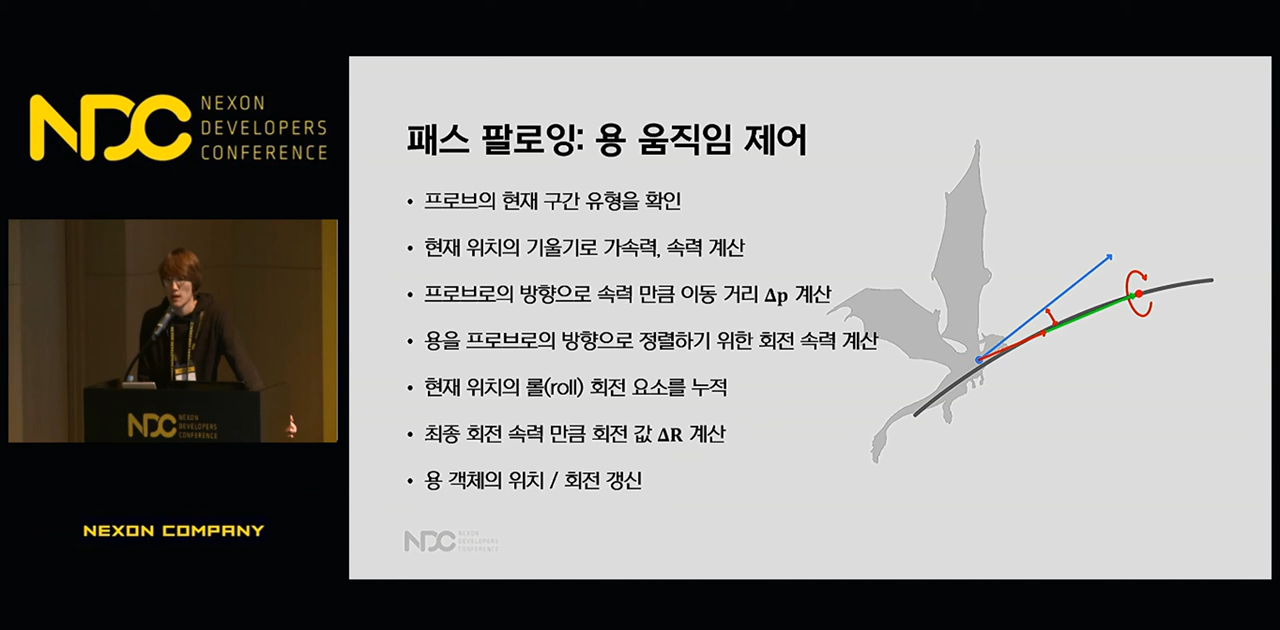 NDC
NEXON
DEVELOPERS
CONFERENCE
패스 팔로잉: 용 움직임 제어
• 프로브의 현재 구간 유형을 확인
• 현재 위치의 기울기로 가속력, 속력 계산
• 프로브로의 방향으로 속력 만큼 이동 거리 Δp 계산
• 용을 프로브로의 방향으로 정렬하기 위한 회전 속력 계산
• 현재 위치의 롤(roll) 회전 요소를 누적
• 최종 회전 속력 만큼 회전 값 ΔR 계산
• 용 객체의 위치 / 회전 갱신
NDC
NEXON
DEVELOPERS
CONFERENCE
NDC
NEXON
DEVELOPERS
CONFERENCE
NEXON COMPANY